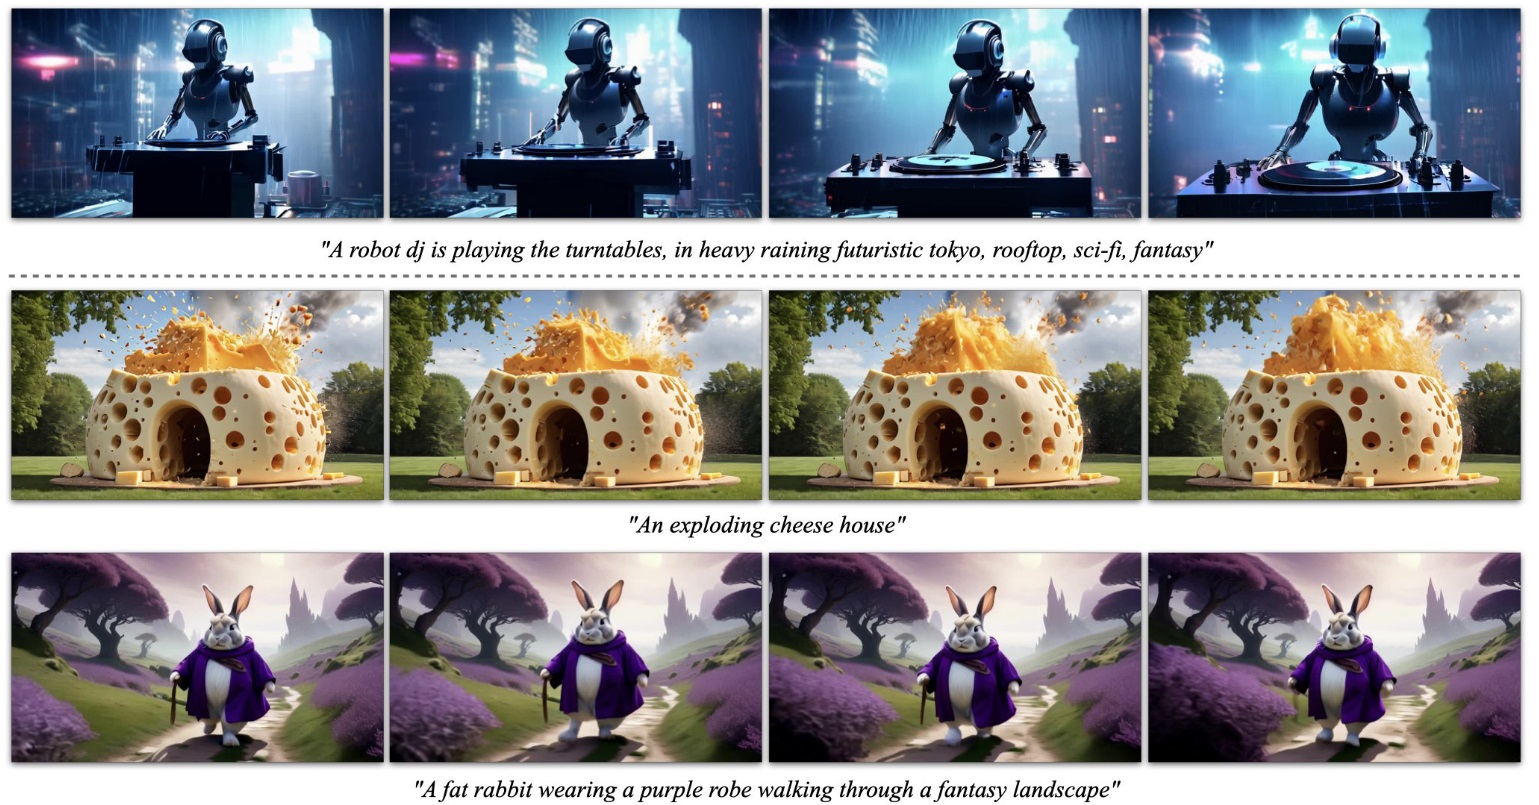 "A robot dj is playing the turntables, in heavy raining futuristic tokyo, rooftop, sci-fi, fantasy"
"An exploding cheese house"
"A fat rabbit wearing a purple robe walking through a fantasy landscape"